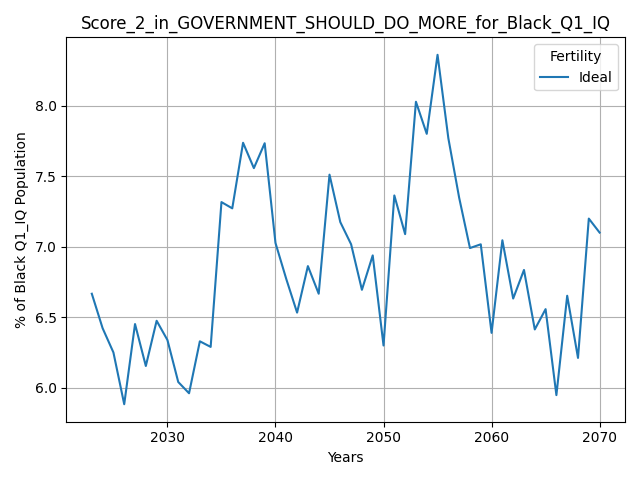 Score_2_in_GOVERNMENT_SHOULD_DO_MORE_for_Black_Q1_IQ
Fertility
Ideal
% of Black Q1_IQ Population
8.0
7.5
7.0
6.5
6.0
2030 2040 2050 2060 2070
Years